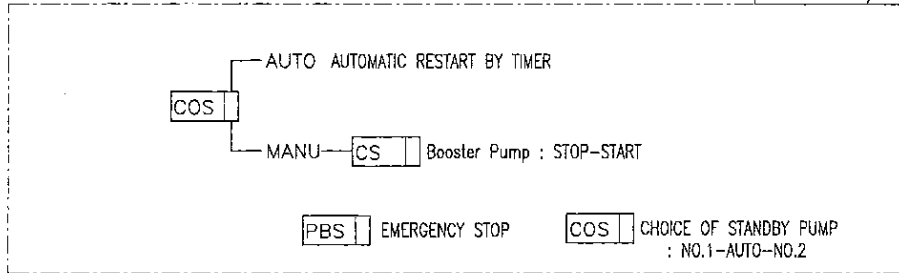 AUTO AUTOMATIC RESTART BY TIMER
COS
MANU CS Booster Pump : STOP-START
PBS EMERGENCY STOP COS CHOICE OF STANDBY PUMP
: NO.1-AUTO-NO.2